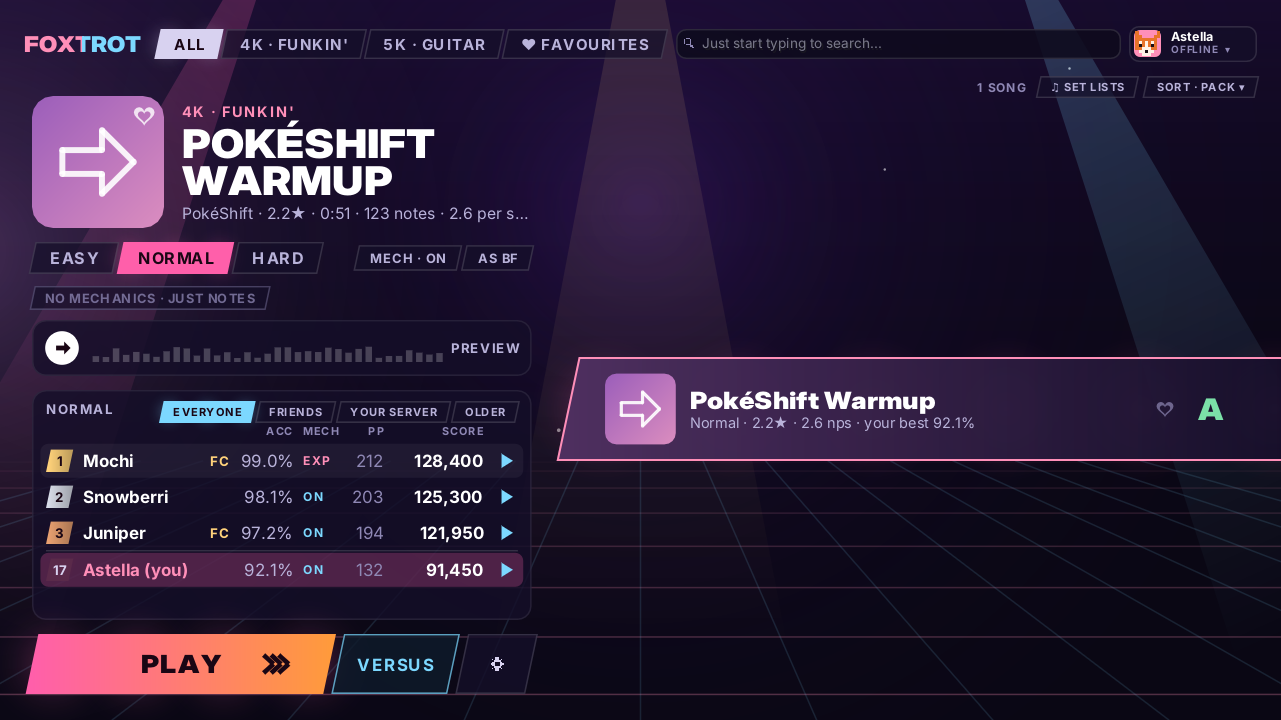 FOXTROT
ALL
4K · FUNKIN'
5K · GUITAR
♥ FAVOURITES
Just start typing to search...
Astella
OFFLINE ▾
1 SONG
♫ SET LISTS
SORT · PACK ▾
4K · FUNKIN'
POKÉSHIFT
WARMUP
PokéShift · 2.2★ · 0:51 · 123 notes · 2.6 per s...
EASY
NORMAL
HARD
MECH · ON
AS BF
NO MECHANICS · JUST NOTES
PREVIEW
NORMAL
EVERYONE
FRIENDS
YOUR SERVER
OLDER
ACC MECH PP SCORE
1 Mochi FC 99.0% EXP 212 128,400
2 Snowberri 98.1% ON 203 125,300
3 Juniper FC 97.2% ON 194 121,950
17 Astella (you) 92.1% ON 132 91,450
PLAY
VERSUS
PokéShift Warmup
Normal · 2.2★ · 2.6 nps · your best 92.1%
A